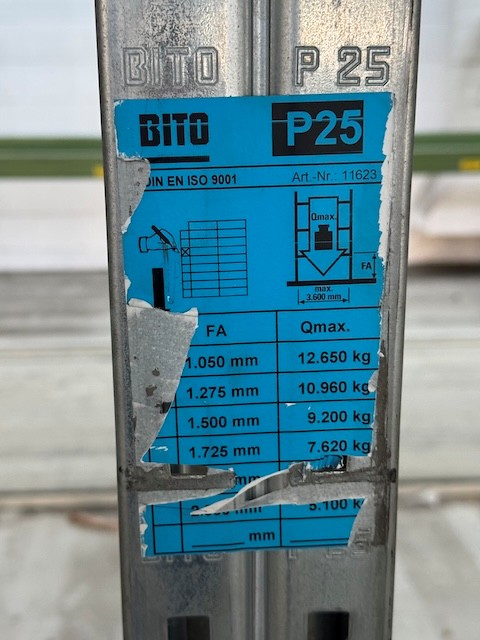 BITO P 25
BITO P25
DIN EN ISO 9001 Art.-Nr.: 11623
Qmax.
FA
max.
3.600 mm
FA Qmax.
1.050 mm 12.650 kg
1.275 mm 10.960 kg
1.500 mm 9.200 kg
1.725 mm 7.620 kg
mm
mm 5.100 kg
mm kg